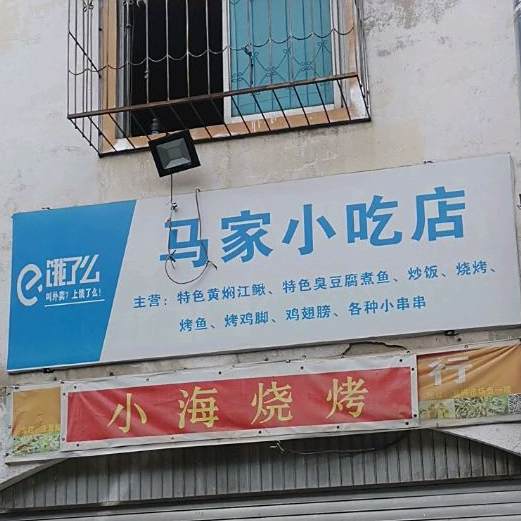 马家小吃店
饿了么
叫外卖?上饿了么!
主营:特色黄焖江鳅、特色臭豆腐煮鱼、炒饭、烧烤、
烤鱼、烤鸡脚、鸡翅膀、各种小串串
小海烧烤
行